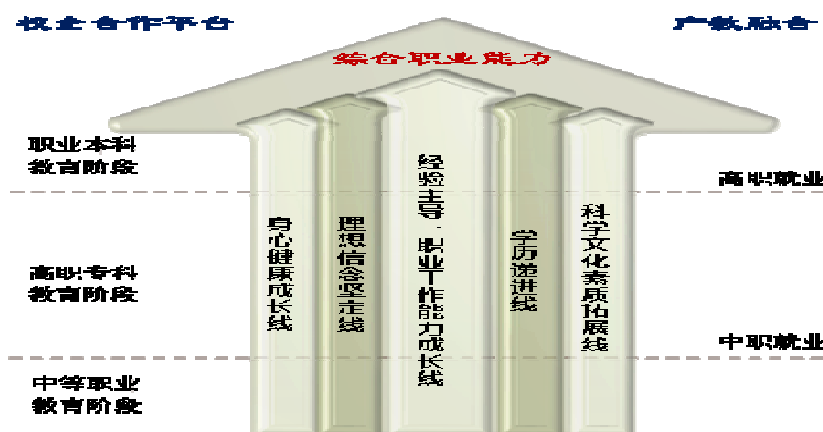 校企合作平台
产教融合
综合职业能力
职业本科
教育阶段
高职就业
身心健康成长线
理想信念坚定线
经验主导、职业工作能力成长线
学历递进线
科学文化素质拓展线
高职专科
教育阶段
中职就业
中等职业
教育阶段